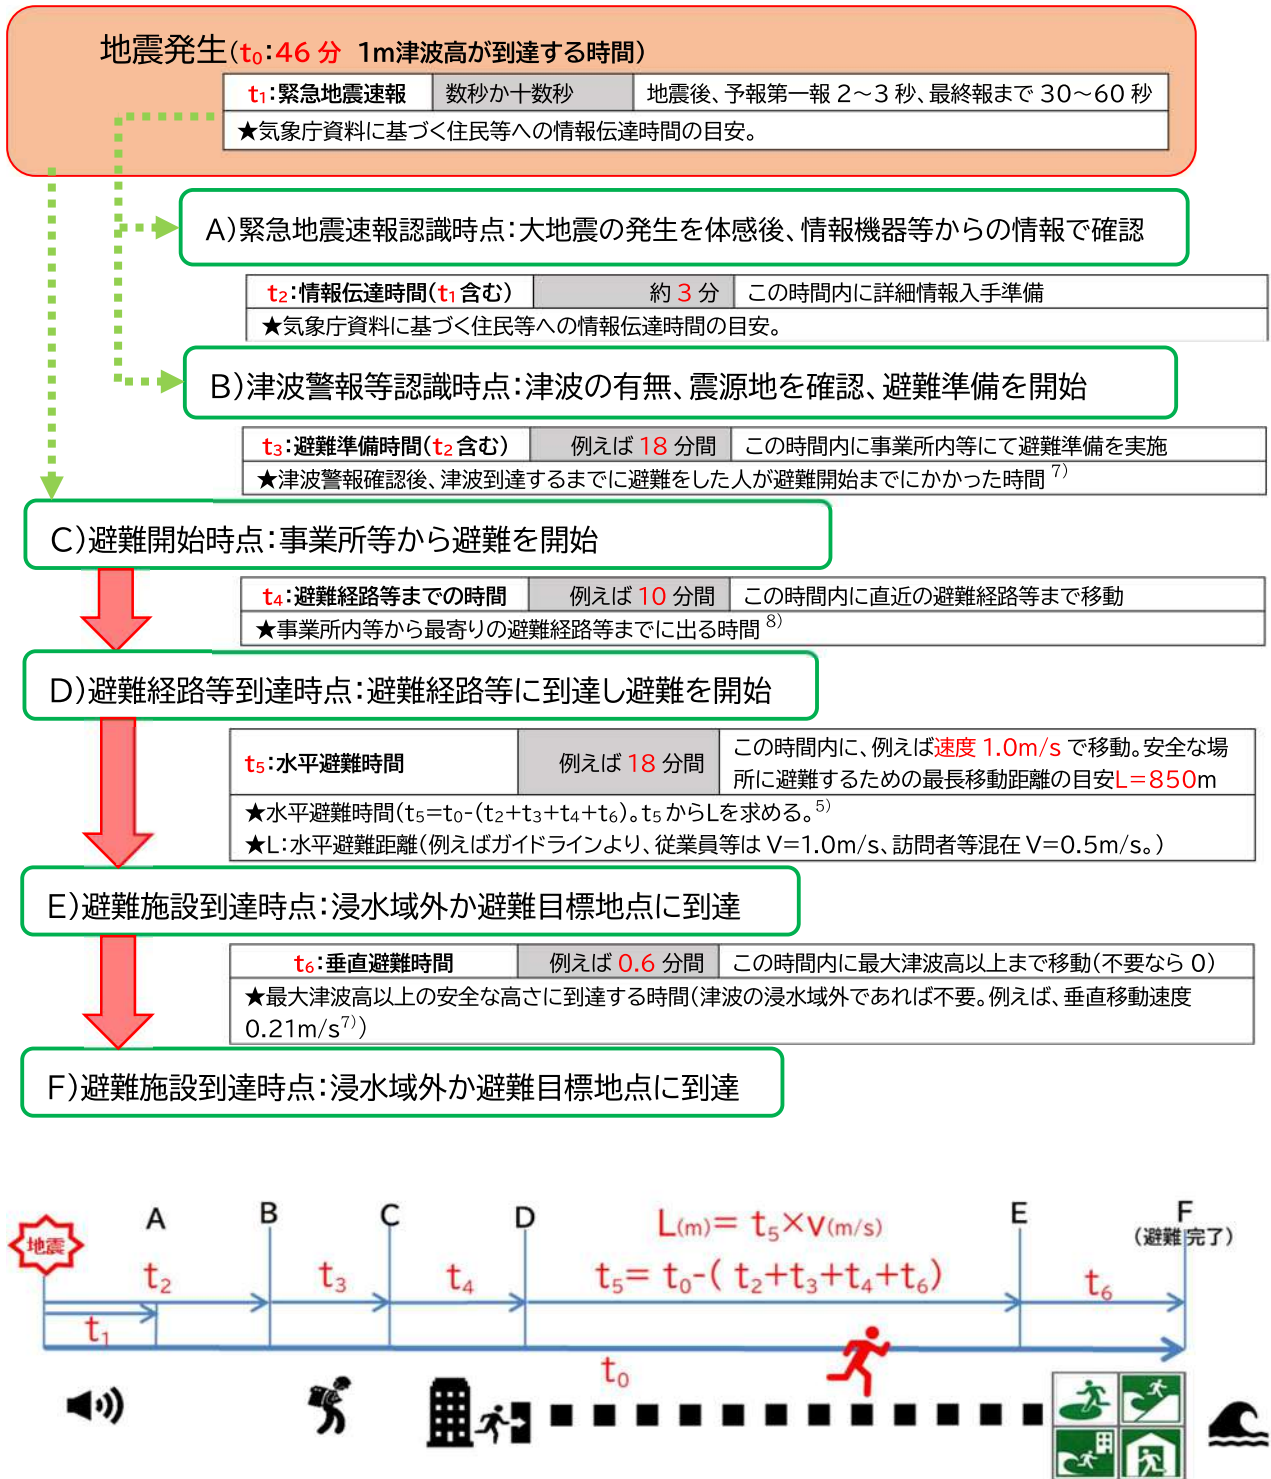 地震発生(t₀:46分 1m津波高が到達する時間)
t₁:緊急地震速報 数秒か十数秒 地震後、予報第一報 2～3 秒、最終報まで 30～60 秒
★気象庁資料に基づく住民等への情報伝達時間の目安。
A)緊急地震速報認識時点:大地震の発生を体感後、情報機器等からの情報で確認
t₂:情報伝達時間(t₁含む) 約 3 分 この時間内に詳細情報入手準備
★気象庁資料に基づく住民等への情報伝達時間の目安。
B)津波警報等認識時点:津波の有無、震源地を確認、避難準備を開始
t₃:避難準備時間(t₂含む) 例えば 18 分間 この時間内に事業所内等にて避難準備を実施
★津波警報確認後、津波到達するまでに避難をした人が避難開始までにかかった時間 7)
C)避難開始時点:事業所等から避難を開始
t₄:避難経路等までの時間 例えば 10 分間 この時間内に直近の避難経路等まで移動
★事業所内等から最寄りの避難経路等までに出る時間 8)
D)避難経路等到達時点:避難経路等に到達し避難を開始
t₅:水平避難時間 例えば 18 分間 この時間内に、例えば速度 1.0m/s で移動。安全な場
所に避難するための最長移動距離の目安L=850m
★水平避難時間(t₅=t₀-(t₂+t₃+t₄+t₆)。t₅からLを求める。5)
★L:水平避難距離(例えばガイドラインより、従業員等は V=1.0m/s、訪問者等混在 V=0.5m/s。)
E)避難施設到達時点:浸水域外か避難目標地点に到達
t₆:垂直避難時間 例えば 0.6 分間 この時間内に最大津波高以上まで移動(不要なら 0)
★最大津波高以上の安全な高さに到達する時間(津波の浸水域外であれば不要。例えば、垂直移動速度
0.21m/s7))
F)避難施設到達時点:浸水域外か避難目標地点に到達
A B C D L(m)= t₅×v(m/s) E F
(避難完了)
地震
t₂ t₃ t₄ t₅= t₀-( t₂+t₃+t₄+t₆) t₆
t₁
t₀